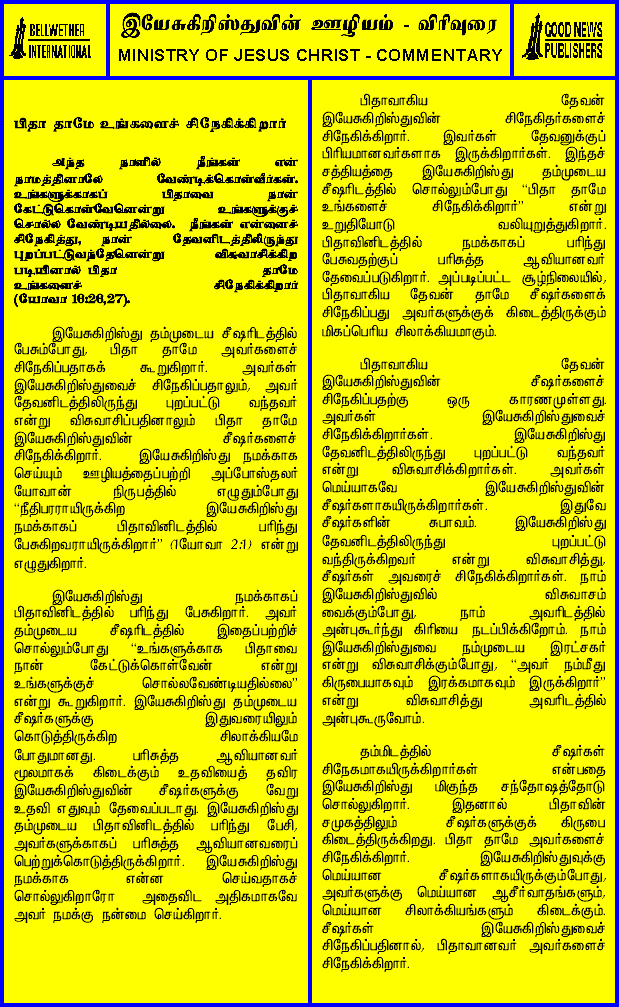 BELLWETHER
INTERNATIONAL
இயேசுகிறிஸ்துவின் ஊழியம் - விரிவுரை
MINISTRY OF JESUS CHRIST - COMMENTARY
GOOD NEWS
PUBLISHERS
பிதா தாமே உங்களைச் சிநேகிக்கிறார்
அந்த நாளில் நீங்கள் என்
நாமத்தினாலே வேண்டிக்கொள்வீர்கள்.
உங்களுக்காகப் பிதாவை நான்
கேட்டுகொள்வேனென்று உங்களுக்குச்
சொல்ல வேண்டியதில்லை. நீங்கள் என்னைச்
சிநேகித்து, நான் தேவனிடத்திலிருந்து
புறப்பட்டுவந்தேனென்று விசுவாசிக்கிற
படியினால் பிதா தாமே
உங்களைச் சிநேகிக்கிறார்
(யோவா 16:26,27).
இயேசுகிறிஸ்து தம்முடைய சீஷரிடத்தில்
பேசும்போது, பிதா தாமே அவர்களைச்
சிநேகிப்பதாகக் கூறுகிறார். அவர்கள்
இயேசுகிறிஸ்துவைச் சிநேகிப்பதாலும், அவர்
தேவனிடத்திலிருந்து புறப்பட்டு வந்தவர்
என்று விசுவாசிப்பதினாலும் பிதா தாமே
இயேசுகிறிஸ்துவின் சீஷர்களைச்
சிநேகிக்கிறார். இயேசுகிறிஸ்து நமக்காக
செய்யும் ஊழியத்தைப்பற்றி அப்போஸ்தலர்
யோவான் நிருபத்தில் எழுதும்போது
“நீதிபரராயிருக்கிற இயேசுகிறிஸ்து
நமக்காகப் பிதாவினிடத்தில் பரிந்து
பேசுகிறவராயிருக்கிறார்” (1யோவா 2:1) என்று
எழுதுகிறார்.
இயேசுகிறிஸ்து நமக்காகப்
பிதாவினிடத்தில் பரிந்து பேசுகிறார். அவர்
தம்முடைய சீஷரிடத்தில் இதைப்பற்றிச்
சொல்லும்போது “உங்களுக்காக பிதாவை
நான் கேட்டுக்கொள்வேன் என்று
உங்களுக்குச் சொல்லவேண்டியதில்லை”
என்று கூறுகிறார். இயேசுகிறிஸ்து தம்முடைய
சீஷர்களுக்கு இதுவரையிலும்
கொடுத்திருக்கிற சிலாக்கியமே
போதுமானது. பரிசுத்த ஆவியானவர்
மூலமாகக் கிடைக்கும் உதவியைத் தவிர
இயேசுகிறிஸ்துவின் சீஷர்களுக்கு வேறு
உதவி எதுவும் தேவைப்படாது. இயேசுகிறிஸ்து
தம்முடைய பிதாவினிடத்தில் பரிந்து பேசி,
அவர்களுக்காகப் பரிசுத்த ஆவியானவரைப்
பெற்றுக்கொடுத்திருக்கிறார். இயேசுகிறிஸ்து
நமக்காக என்ன செய்வதாகச்
சொல்லுகிறாரோ அதைவிட அதிகமாகவே
அவர் நமக்கு நன்மை செய்கிறார்.
பிதாவாகிய தேவன்
இயேசுகிறிஸ்துவின் சிநேகிதர்களைச்
சிநேகிக்கிறார். இவர்கள் தேவனுக்குப்
பிரியமானவர்களாக இருக்கிறார்கள். இந்தச்
சத்தியத்தை இயேசுகிறிஸ்து தம்முடைய
சீஷரிடத்தில் சொல்லும்போது “பிதா தாமே
உங்களைச் சிநேகிக்கிறார்” என்று
உறுதியோடு வலியுறுத்துகிறார்.
பிதாவினிடத்தில் நமக்காகப் பரிந்து
பேசுவதற்குப் பரிசுத்த ஆவியானவர்
தேவைப்படுகிறார். அப்படிப்பட்ட சூழ்நிலையில்,
பிதாவாகிய தேவன் தாமே சீஷர்களைச்
சிநேகிப்பது அவர்களுக்குக் கிடைத்திருக்கும்
மிகப்பெரிய சிலாக்கியமாகும்.
பிதாவாகிய தேவன்
இயேசுகிறிஸ்துவின் சீஷர்களைச்
சிநேகிப்பதற்கு ஒரு காரணமுள்ளது.
அவர்கள் இயேசுகிறிஸ்துவைச்
சிநேகிக்கிறார்கள். இயேசுகிறிஸ்து
தேவனிடத்திலிருந்து புறப்பட்டு வந்தவர்
என்று விசுவாசிக்கிறார்கள். அவர்கள்
மெய்யாகவே இயேசுகிறிஸ்துவின்
சீஷர்களாகயிருக்கிறார்கள். இதுவே
சீஷர்களின் சுபாவம். இயேசுகிறிஸ்து
தேவனிடத்திலிருந்து புறப்பட்டு
வந்திருக்கிறவர் என்று விசுவாசித்து,
சீஷர்கள் அவரைச் சிநேகிக்கிறார்கள். நாம்
இயேசுகிறிஸ்துவில் விசுவாசம்
வைக்கும்போது, நாம் அவரிடத்தில்
அன்புகூர்ந்து கிரியை நடப்பிக்கிறோம். நாம்
இயேசுகிறிஸ்துவை நம்முடைய இரட்சகர்
என்று விசுவாசிக்கும்போது, “அவர் நம்மீது
கிருபையாகவும் இரக்கமாகவும் இருக்கிறார்”
என்று விசுவாசித்து அவரிடத்தில்
அன்புகூருவோம்.
தம்மிடத்தில் சீஷர்கள்
சிநேகமாகயிருக்கிறார்கள் என்பதை
இயேசுகிறிஸ்து மிகுந்த சந்தோஷத்தோடு
சொல்லுகிறார். இதனால் பிதாவின்
சமுகத்திலும் சீஷர்களுக்குக் கிருபை
கிடைத்திருக்கிறது. பிதா தாமே அவர்களைச்
சிநேகிக்கிறார். இயேசுகிறிஸ்துவுக்கு
மெய்யான சீஷர்களாகயிருக்கும்போது,
அவர்களுக்கு மெய்யான ஆசீர்வாதங்களும்,
மெய்யான சிலாக்கியங்களும் கிடைக்கும்.
சீஷர்கள் இயேசுகிறிஸ்துவைச்
சிநேகிப்பதினால், பிதாவானவர் அவர்களைச்
சிநேகிக்கிறார்.